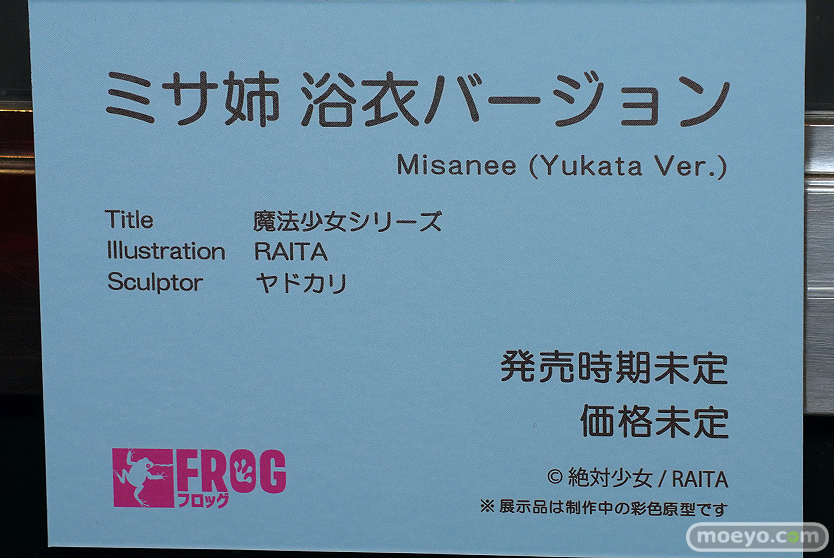 ミサ姉 浴衣バージョン
Misanee (Yukata Ver.)
Title 魔法少女シリーズ
Illustration RAITA
Sculptor ヤドカリ
発売時期未定
価格未定
FROG
フロッグ
© 絶対少女 / RAITA
※ 展示品は制作中の彩色原型です
moeyo.com